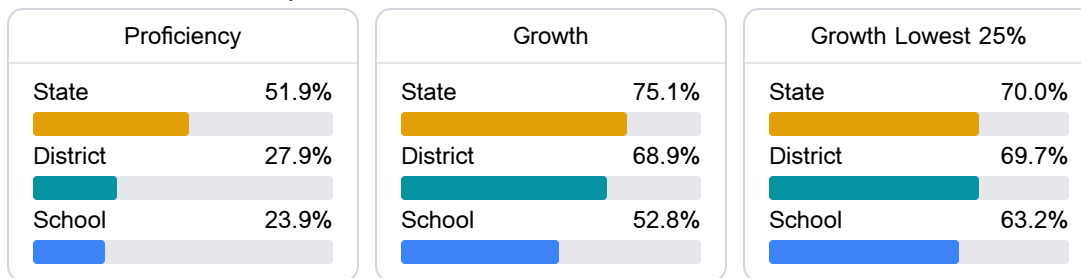 Proficiency
State 51.9%
District 27.9%
School 23.9%
Growth
State 75.1%
District 68.9%
School 52.8%
Growth Lowest 25%
State 70.0%
District 69.7%
School 63.2%